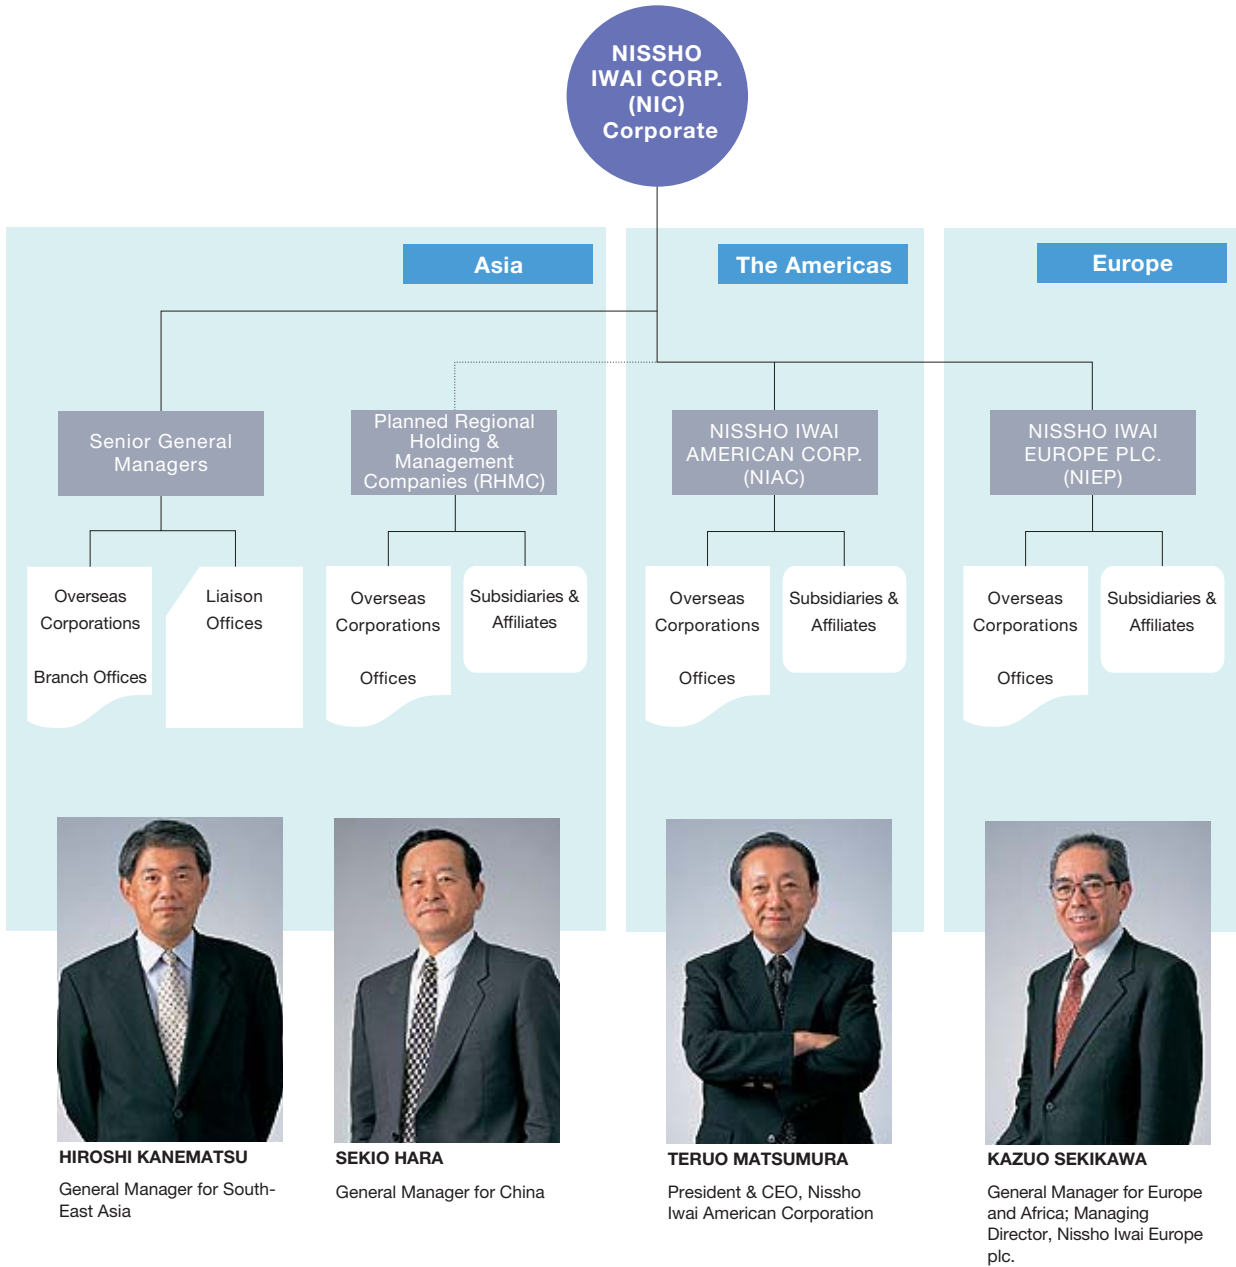 NISSHO
IWAI CORP.
(NIC)
Corporate
Asia
The Americas
Europe
Senior General
Managers
Planned Regional
Holding &
Management
Companies (RHMC)
NISSHO IWAI
AMERICAN CORP.
(NIAC)
NISSHO IWAI
EUROPE PLC.
(NIEP)
Overseas
Corporations
Branch Offices
Liaison
Offices
Overseas
Corporations
Offices
Subsidiaries &
Affiliates
Overseas
Corporations
Offices
Subsidiaries &
Affiliates
Overseas
Corporations
Offices
Subsidiaries &
Affiliates
HIROSHI KANEMATSU
General Manager for South-
East Asia
SEKIO HARA
General Manager for China
TERUO MATSUMURA
President & CEO, Nissho
Iwai American Corporation
KAZUO SEKIKAWA
General Manager for Europe
and Africa; Managing
Director, Nissho Iwai Europe
plc.